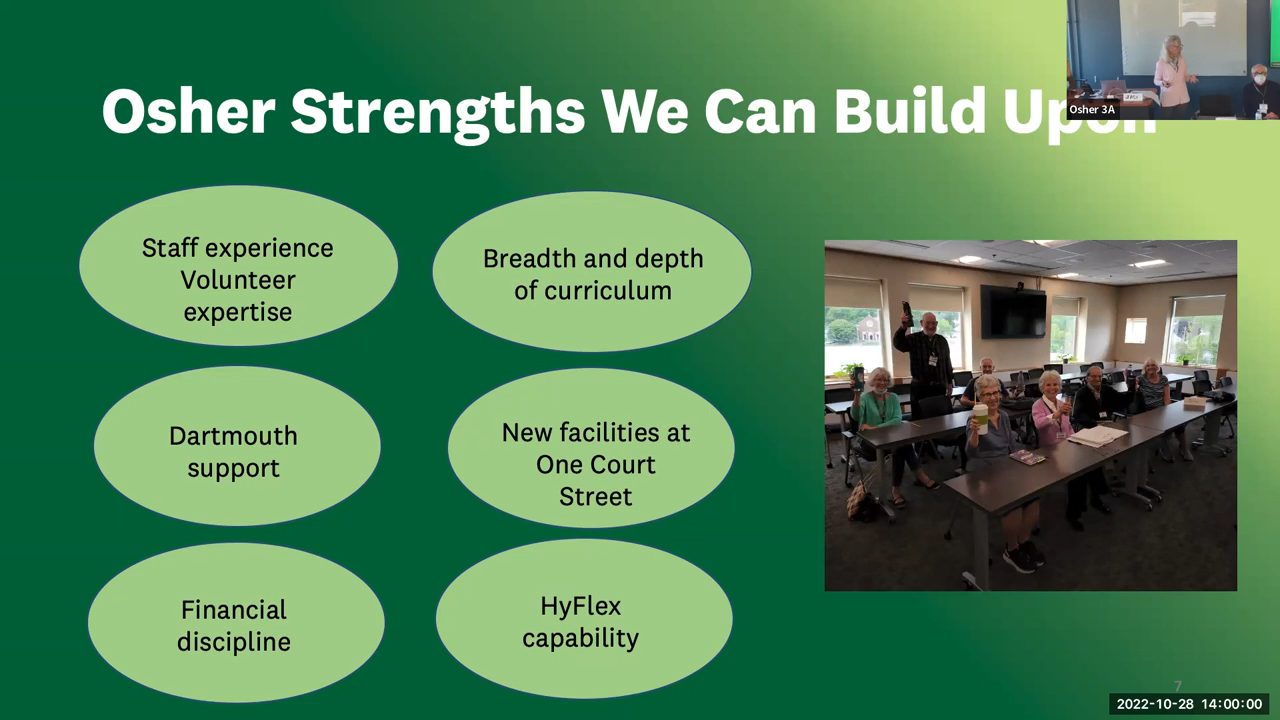 Osher Strengths We Can Build Upon
Osher 3A
Staff experience
Volunteer
expertise
Breadth and depth
of curriculum
Dartmouth
support
New facilities at
One Court
Street
Financial
discipline
HyFlex
capability
7
2022-10-28 14:00:00